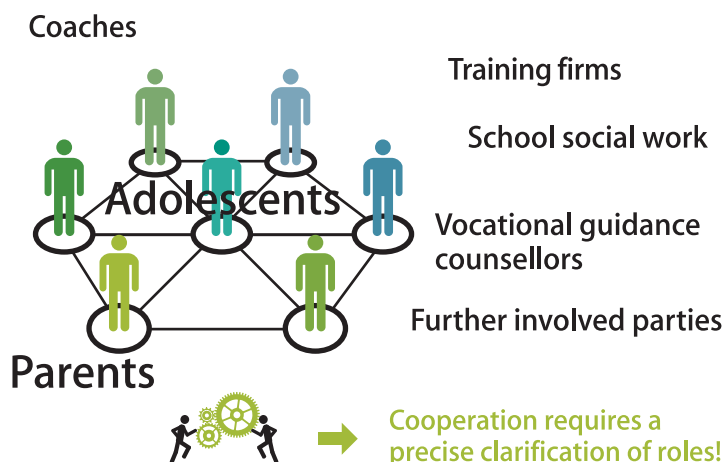 Coaches
Training firms
School social work
Adolescents
Vocational guidance
counsellors
Further involved parties
Parents
Cooperation requires a
precise clarification of roles!